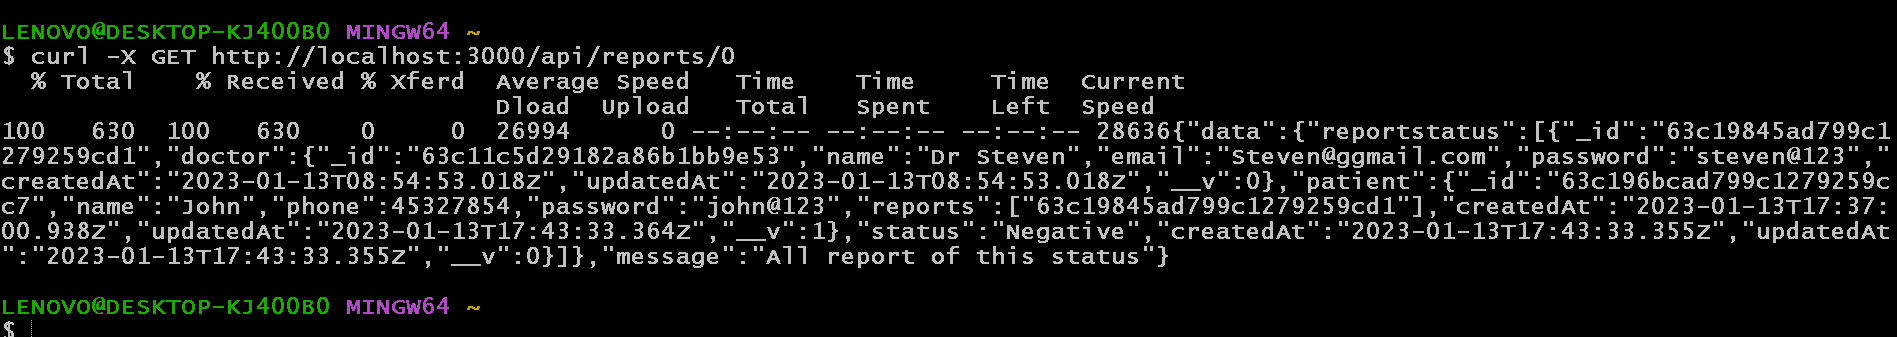 LENOVO@DESKTOP-KJ400B0 MINGW64 ~
$ curl -X GET http://localhost:3000/api/reports/0
  % Total    % Received % Xferd  Average Speed   Time    Time     Time  Current
                                 Dload  Upload   Total   Spent    Left  Speed
100   630  100   630    0     0  26994      0 --:--:-- --:--:-- --:--:-- 28636{"data":{"reportstatus":[{"_id":"63c19845ad799c1
279259cd1","doctor":{"_id":"63c11c5d29182a86b1bb9e53","name":"Dr Steven","email":"Steven@ggmail.com","password":"steven@123","
createdAt":"2023-01-13T08:54:53.018Z","updatedAt":"2023-01-13T08:54:53.018Z","__v":0},"patient":{"_id":"63c196bcad799c1279259c
c7","name":"John","phone":45327854,"password":"john@123","reports":["63c19845ad799c1279259cd1"],"createdAt":"2023-01-13T17:37:
00.938Z","updatedAt":"2023-01-13T17:43:33.364Z","__v":1},"status":"Negative","createdAt":"2023-01-13T17:43:33.355Z","updatedAt
":"2023-01-13T17:43:33.355Z","__v":0}]},"message":"All report of this status"}
LENOVO@DESKTOP-KJ400B0 MINGW64 ~
$